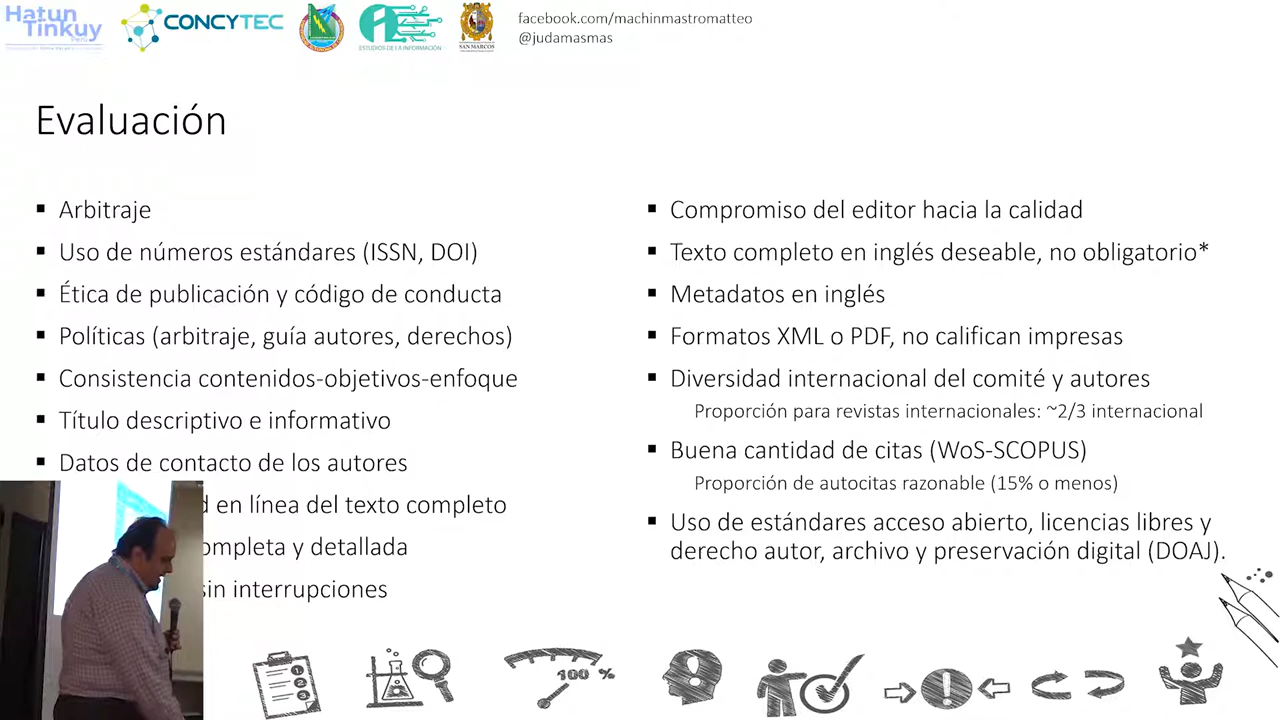 Hatun
Tinkuy
Perú
CONCYTEC
ESTUDIOS DE LA INFORMACIÓN
SAN MARCOS
facebook.com/machinmastromatteo
@judamasmas
Evaluación
▪ Arbitraje
▪ Uso de números estándares (ISSN, DOI)
▪ Ética de publicación y código de conducta
▪ Políticas (arbitraje, guía autores, derechos)
▪ Consistencia contenidos-objetivos-enfoque
▪ Título descriptivo e informativo
▪ Datos de contacto de los autores
d en línea del texto completo
ompleta y detallada
sin interrupciones
▪ Compromiso del editor hacia la calidad
▪ Texto completo en inglés deseable, no obligatorio*
▪ Metadatos en inglés
▪ Formatos XML o PDF, no califican impresas
▪ Diversidad internacional del comité y autores
Proporción para revistas internacionales: ~2/3 internacional
▪ Buena cantidad de citas (WoS-SCOPUS)
Proporción de autocitas razonable (15% o menos)
▪ Uso de estándares acceso abierto, licencias libres y
derecho autor, archivo y preservación digital (DOAJ).
1
2
3
100 %